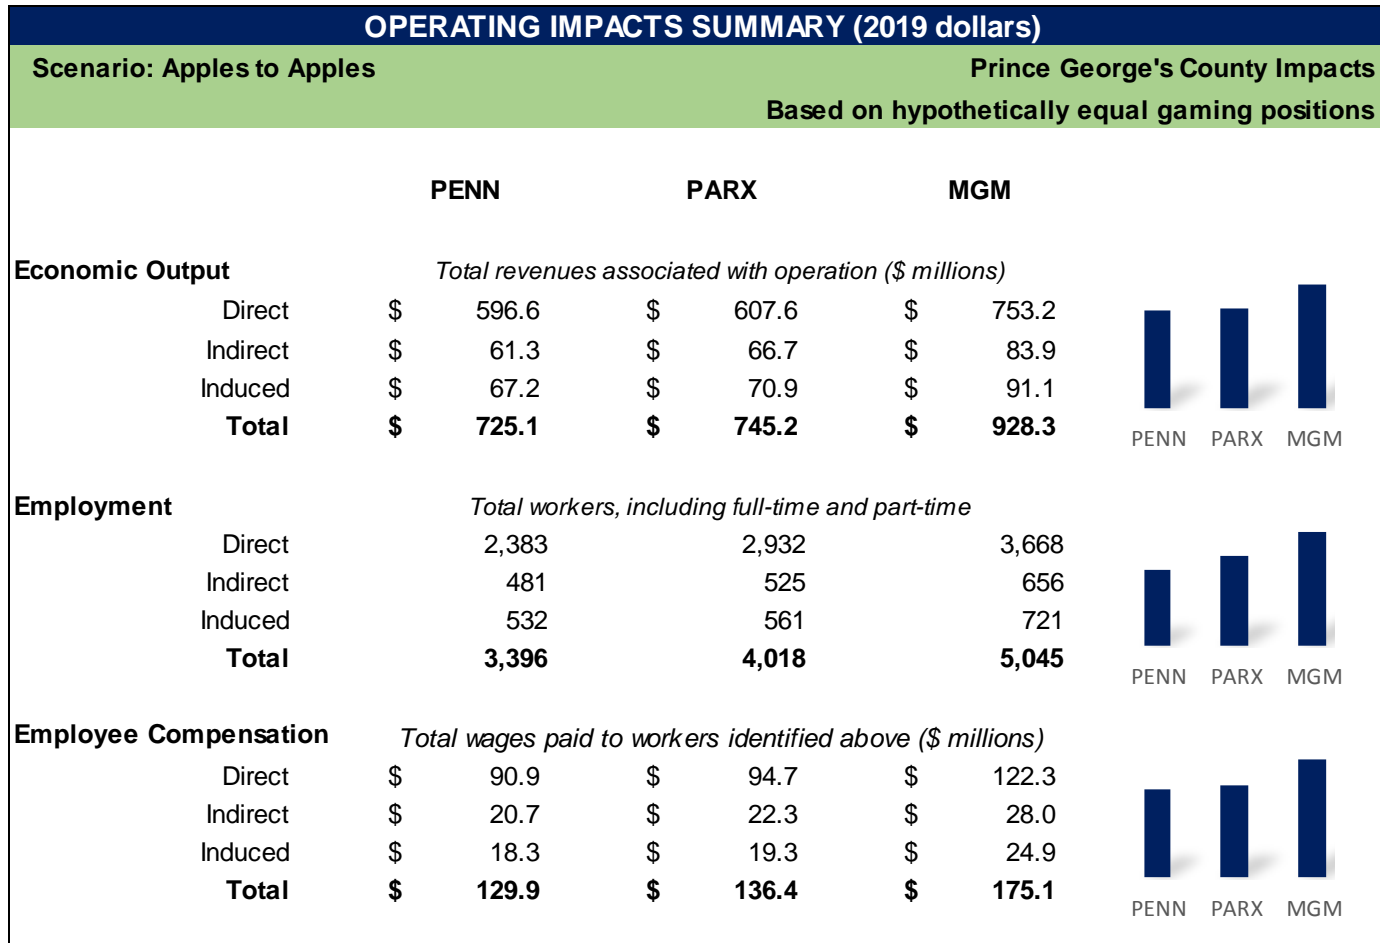 OPERATING IMPACTS SUMMARY (2019 dollars)
Scenario: Apples to Apples Prince George's County Impacts
Based on hypothetically equal gaming positions
PENN PARX MGM
Economic Output Total revenues associated with operation ($ millions)
Direct $ 596.6 $ 607.6 $ 753.2
Indirect $ 61.3 $ 66.7 $ 83.9
Induced $ 67.2 $ 70.9 $ 91.1
Total $ 725.1 $ 745.2 $ 928.3
PENN PARX MGM
Employment Total workers, including full-time and part-time
Direct 2,383 2,932 3,668
Indirect 481 525 656
Induced 532 561 721
Total 3,396 4,018 5,045
PENN PARX MGM
Employee Compensation Total wages paid to workers identified above ($ millions)
Direct $ 90.9 $ 94.7 $ 122.3
Indirect $ 20.7 $ 22.3 $ 28.0
Induced $ 18.3 $ 19.3 $ 24.9
Total $ 129.9 $ 136.4 $ 175.1
PENN PARX MGM